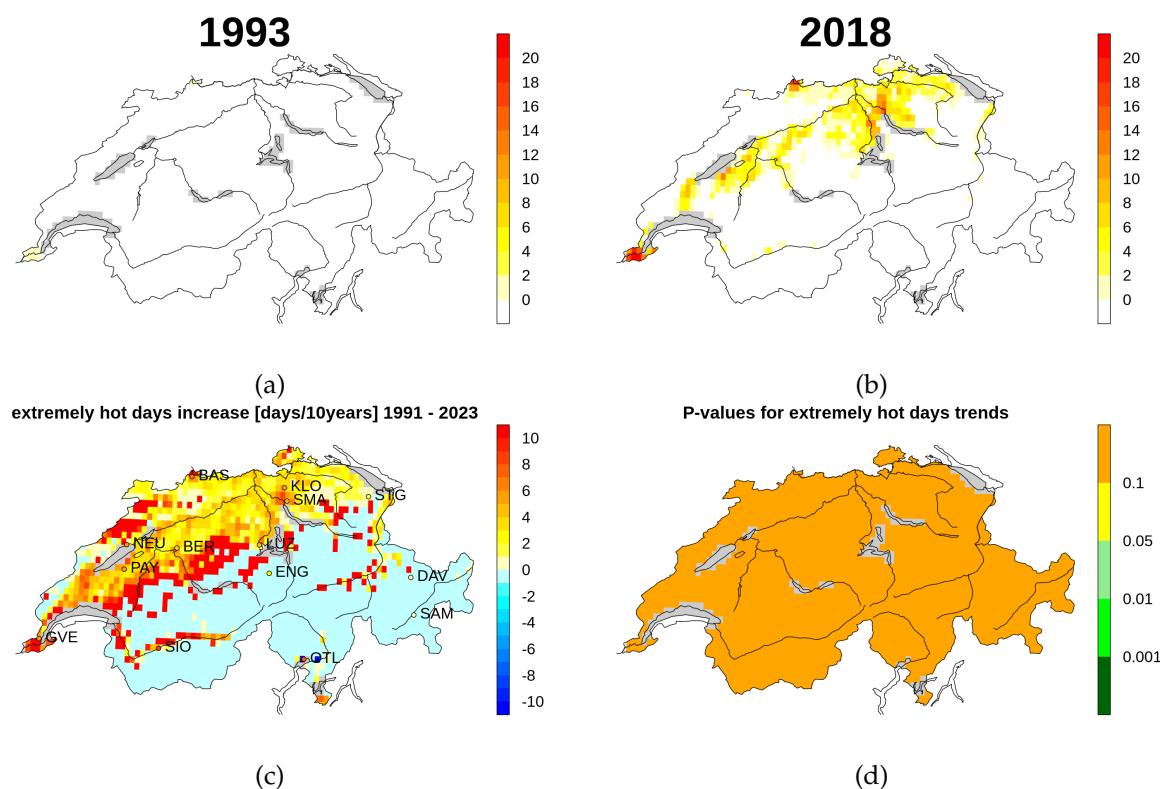 1993
2018
20
18
16
14
12
10
8
6
4
2
0
20
18
16
14
12
10
8
6
4
2
0
(a)
(b)
extremely hot days increase [days/10years] 1991 - 2023
P-values for extremely hot days trends
BAS
KLO
SMA
STG
NEU
BER
LUZ
PAY
ENG
DAV
SAM
GVE
SIO
OTL
10
8
6
4
2
0
-2
-4
-6
-8
-10
0.1
0.05
0.01
0.001
(c)
(d)